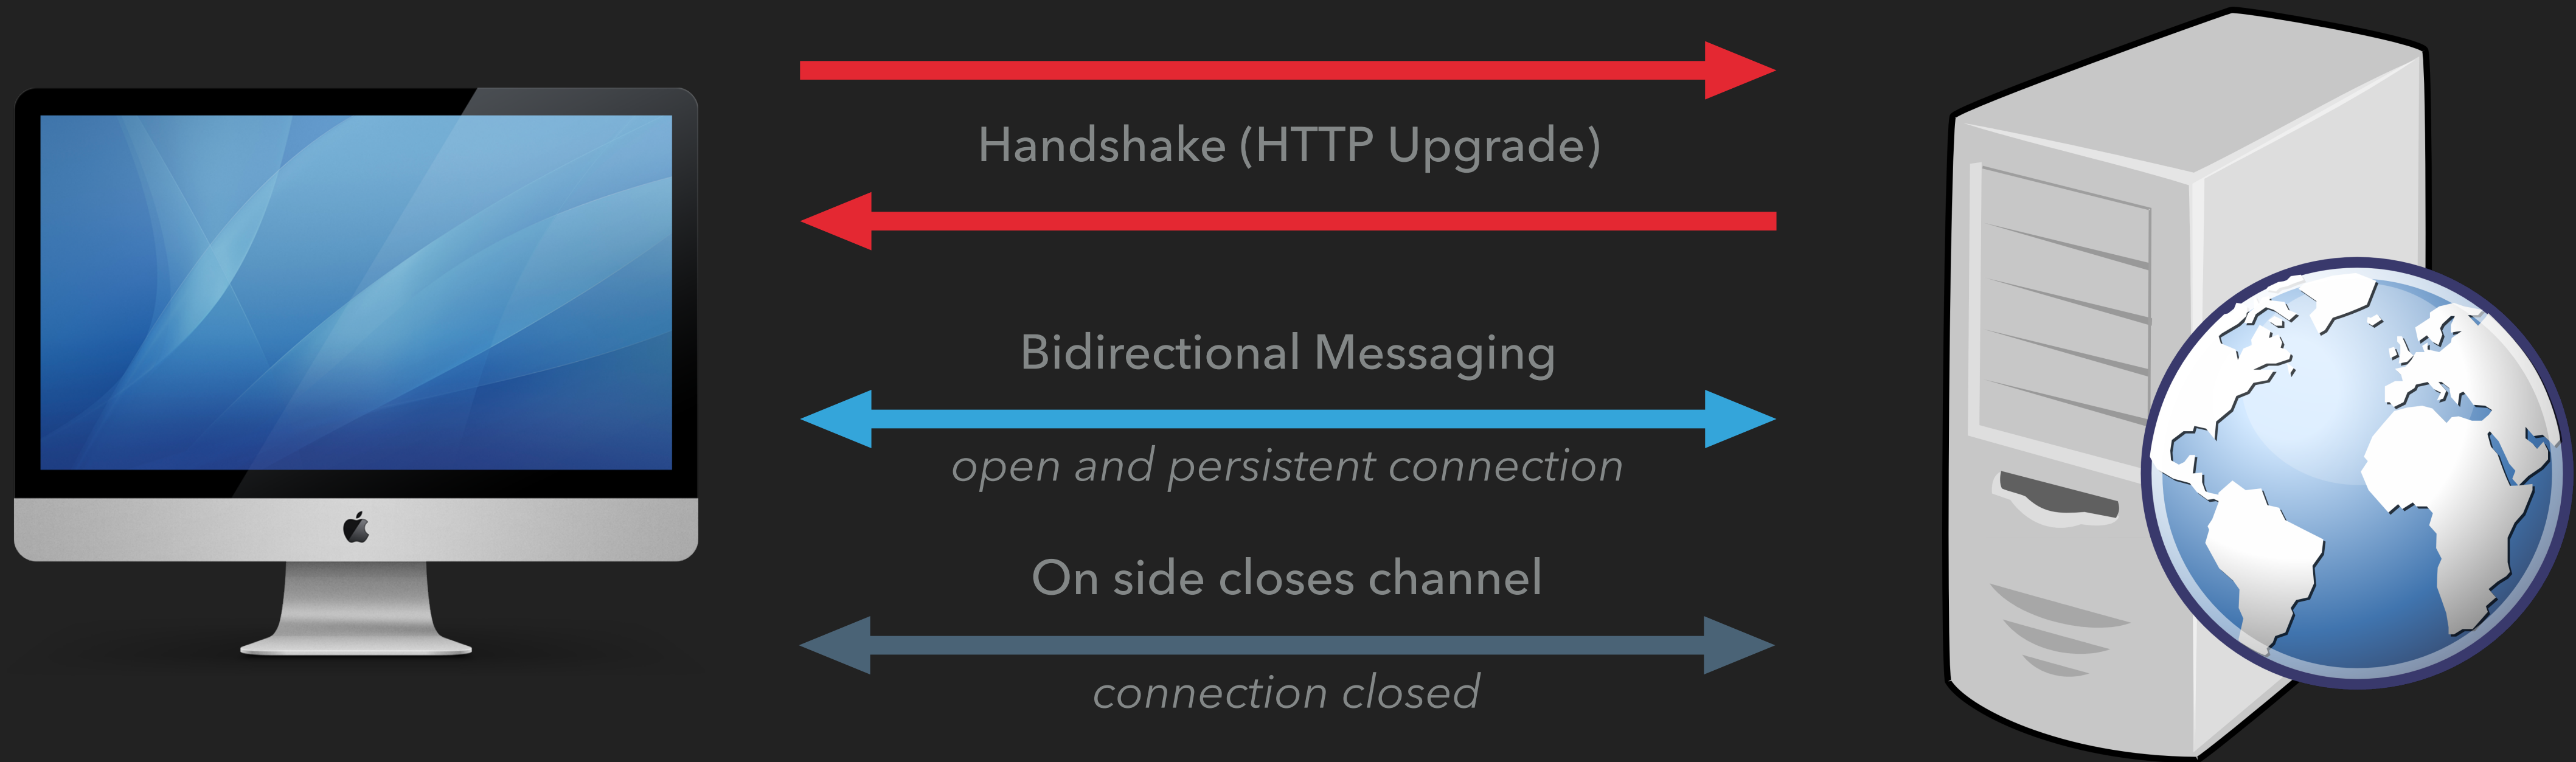 Handshake (HTTP Upgrade)
Bidirectional Messaging
open and persistent connection
On side closes channel
connection closed